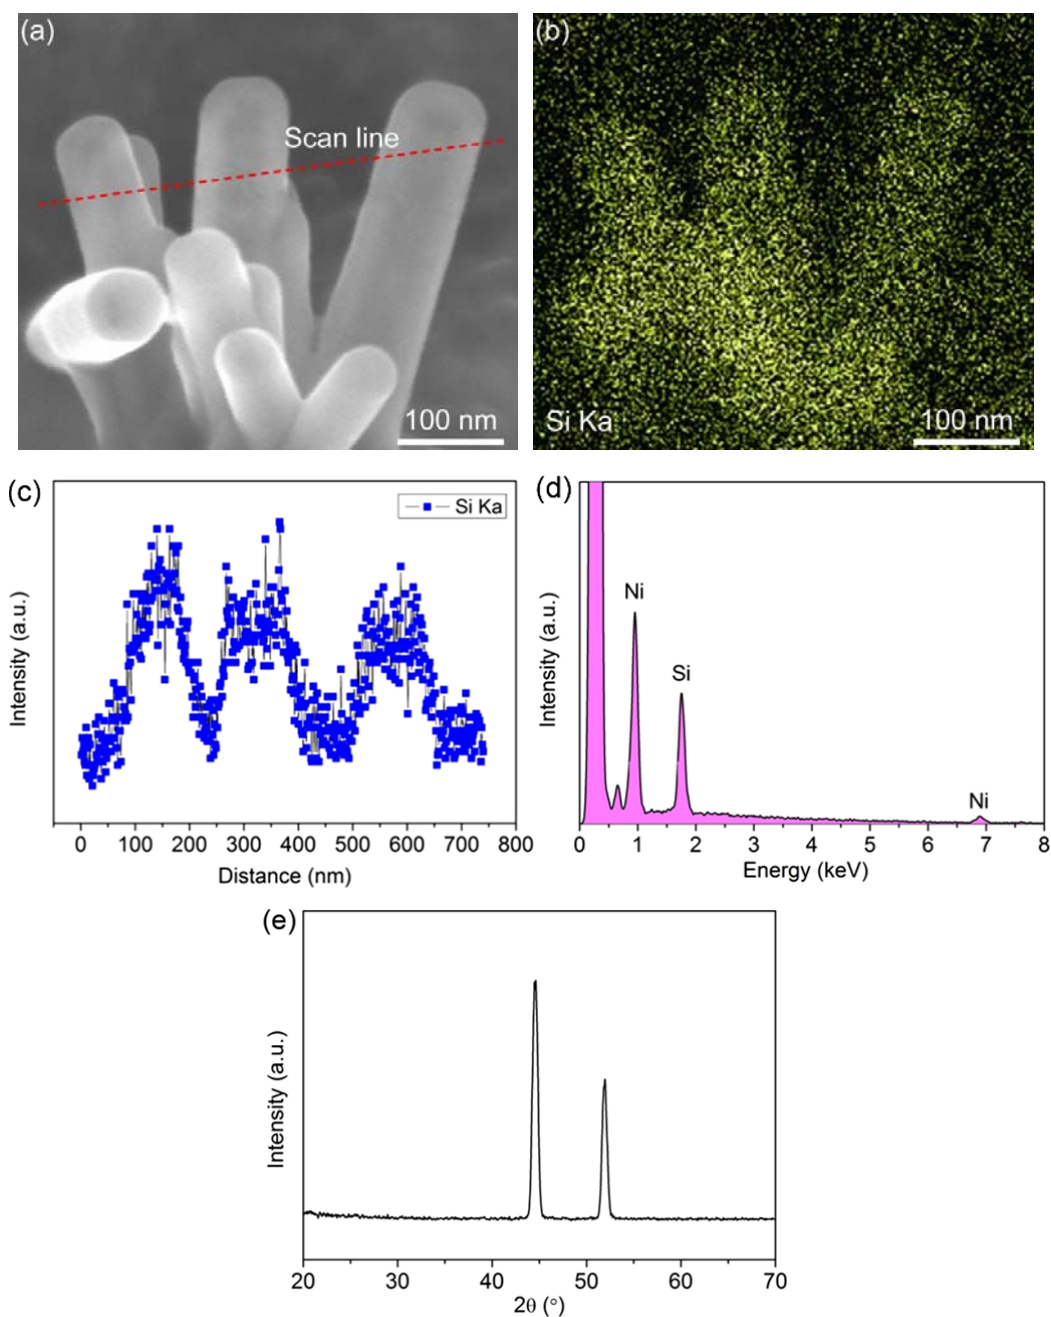 (a)
Scan line
100 nm
(b)
Si Ka
100 nm
(c)
Si Ka
Intensity (a.u.)
0 100 200 300 400 500 600 700 800
Distance (nm)
(d)
Ni
Si
Ni
Intensity (a.u.)
0 1 2 3 4 5 6 7 8
Energy (keV)
(e)
Intensity (a.u.)
20 30 40 50 60 70
2θ (°)